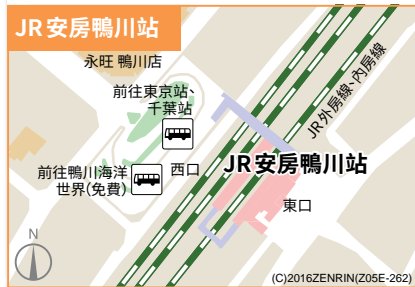 JR安房鴨川站
永旺 鴨川店
前往東京站、
千葉站
JR外房線、內房線
前往鴨川海洋
世界(免費)
西口
JR安房鴨川站
東口
N
(C)2016ZENRIN(Z05E-262)